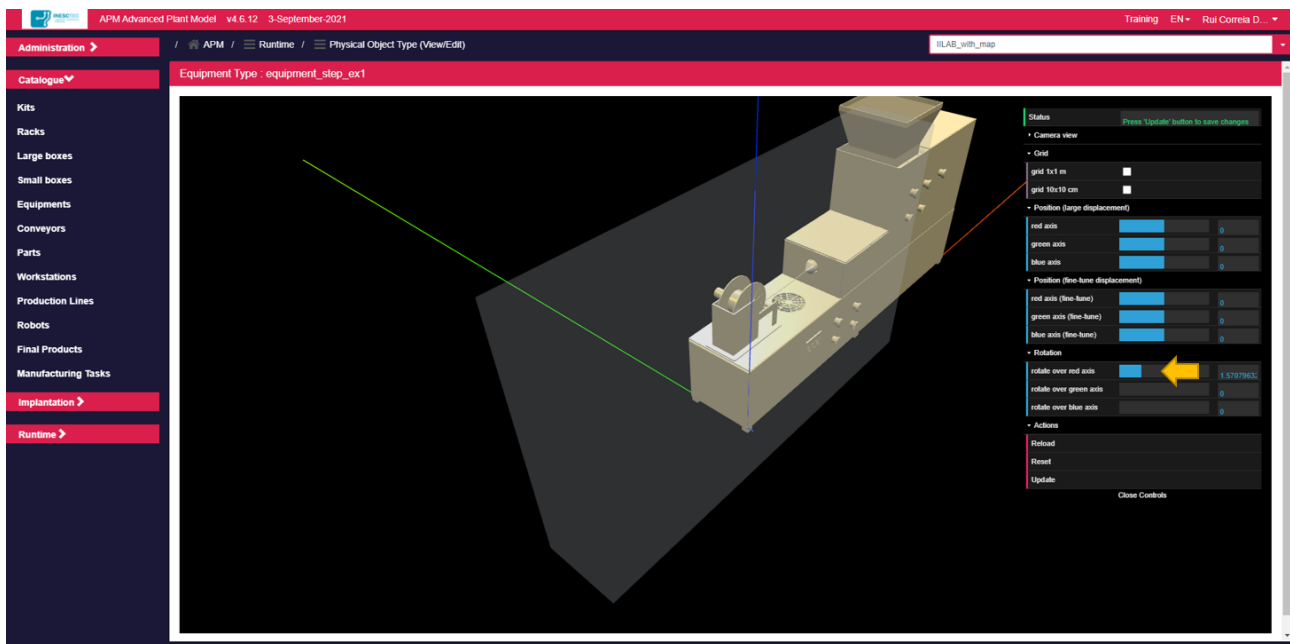 INESCTEC
APM Advanced Plant Model v4.6.12 3-September-2021
Training EN Rui Correia D...
Administration
/ APM / Runtime / Physical Object Type (View/Edit)
IILAB_with_map
Catalogue
Equipment Type : equipment_step_ex1
Kits
Racks
Large boxes
Small boxes
Equipments
Conveyors
Parts
Workstations
Production Lines
Robots
Final Products
Manufacturing Tasks
Implantation
Runtime
Status Press 'Update' button to save changes
Camera view
Grid
grid 1x1 m
grid 10x10 cm
Position (large displacement)
red axis 0
green axis 0
blue axis 0
Position (fine-tune displacement)
red axis (fine-tune) 0
green axis (fine-tune) 0
blue axis (fine-tune) 0
Rotation
rotate over red axis 1.57079632
rotate over green axis 0
rotate over blue axis 0
Actions
Reload
Reset
Update
Close Controls